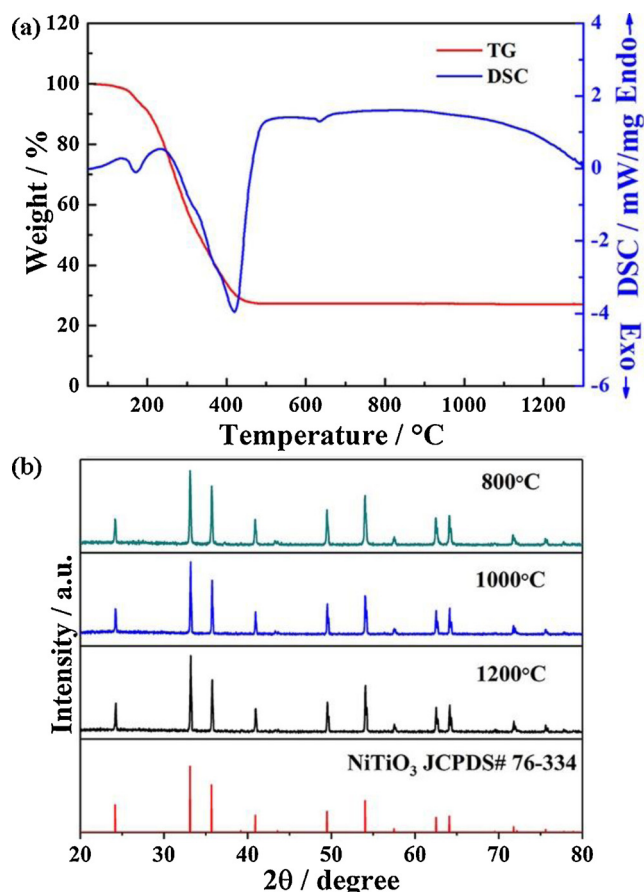 (a)
120
100
80
60
40
20
0
Weight / %
TG
DSC
4
2
0
-2
-4
-6
Exo DSC / mW/mg Endo
200 400 600 800 1000 1200
Temperature / °C
(b)
800°C
1000°C
1200°C
NiTiO₃ JCPDS# 76-334
Intensity / a.u.
20 30 40 50 60 70 80
2θ / degree